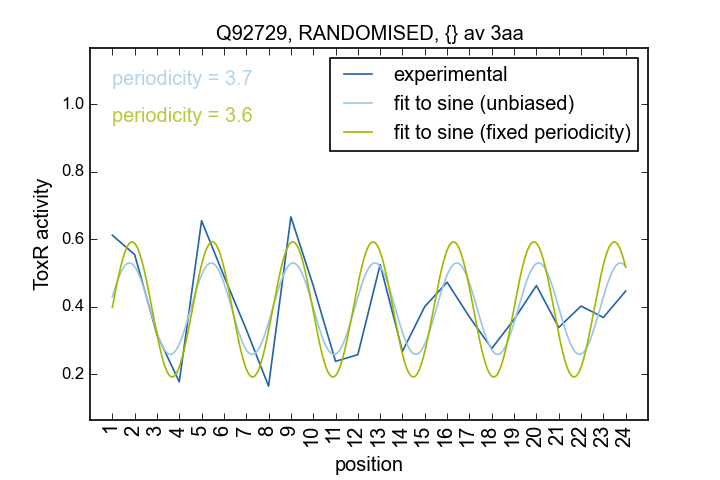 Q92729, RANDOMISED, {} av 3aa
periodicity = 3.7
periodicity = 3.6
experimental
fit to sine (unbiased)
fit to sine (fixed periodicity)
ToxR activity
1.0
0.8
0.6
0.4
0.2
1 2 3 4 5 6 7 8 9 10 11 12 13 14 15 16 17 18 19 20 21 22 23 24
position